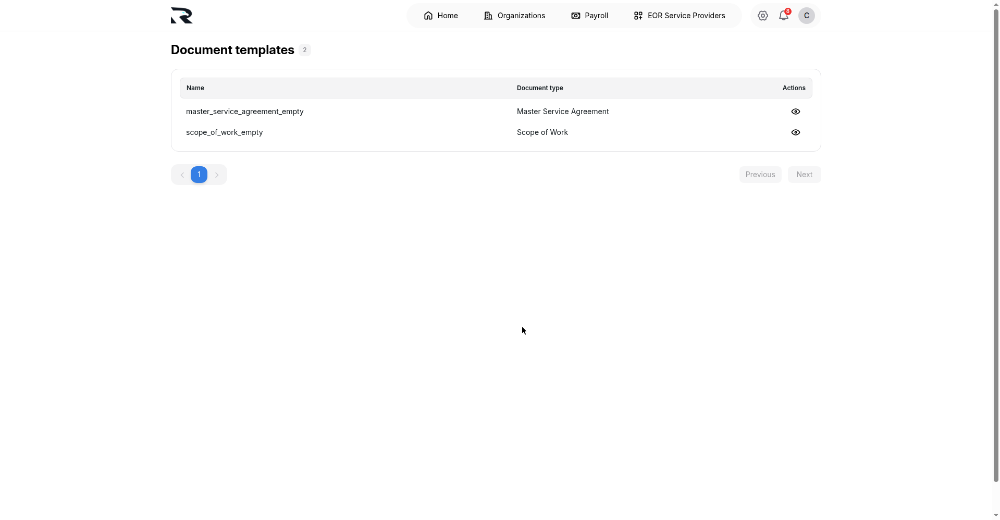 Home
Organizations
Payroll
EOR Service Providers
8
C
Document templates 2
Name Document type Actions
master_service_agreement_empty Master Service Agreement
scope_of_work_empty Scope of Work
1
Previous
Next